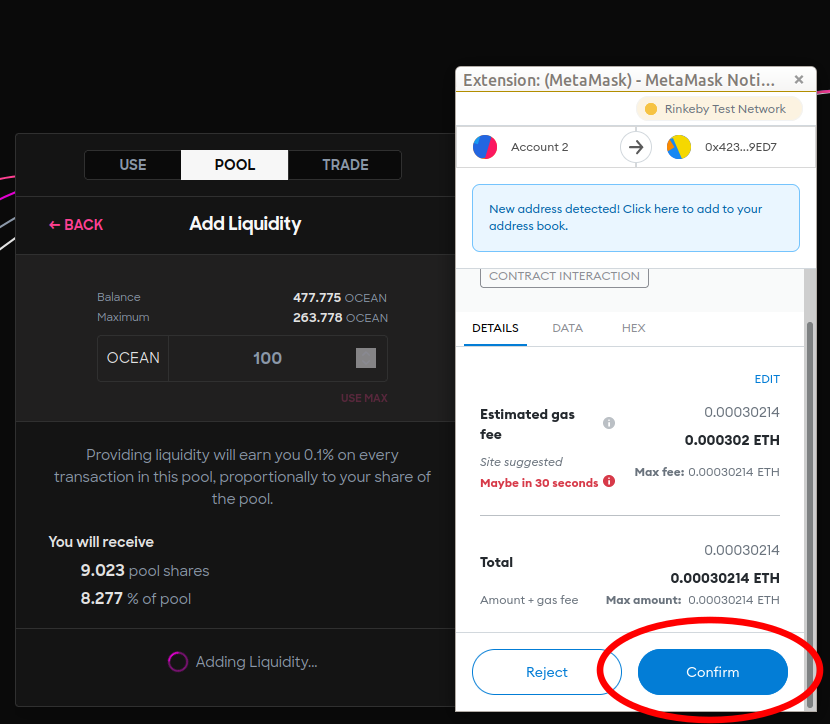 Extension: (MetaMask) - MetaMask Noti...
×
Rinkeby Test Network
Account 2
0x423...9ED7
New address detected! Click here to add to your
address book.
CONTRACT INTERACTION
DETAILS
DATA
HEX
EDIT
Estimated gas
fee
0.00030214
0.000302 ETH
Site suggested
Maybe in 30 seconds
Max fee: 0.00030214 ETH
Total
0.00030214
0.00030214 ETH
Amount + gas fee
Max amount: 0.00030214 ETH
Reject
Confirm
USE
POOL
TRADE
← BACK
Add Liquidity
Balance
477.775 OCEAN
Maximum
263.778 OCEAN
OCEAN
100
USE MAX
Providing liquidity will earn you 0.1% on every
transaction in this pool, proportionally to your share of
the pool.
You will receive
9.023 pool shares
8.277 % of pool
Adding Liquidity...